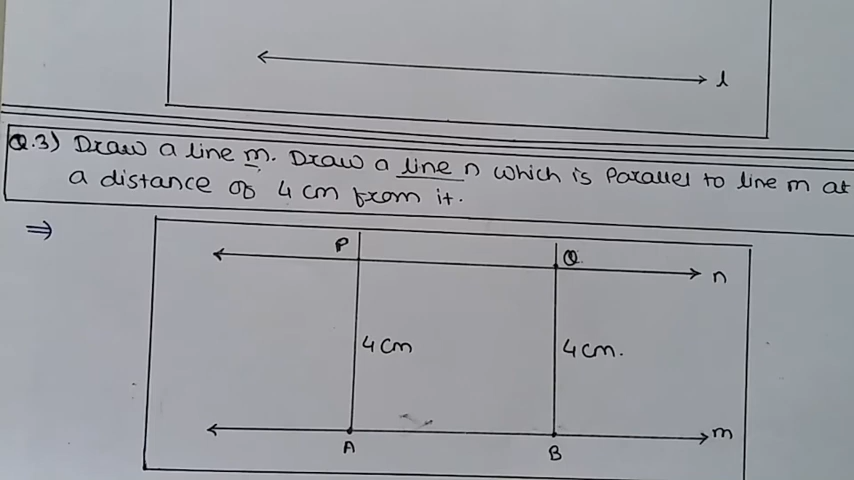 l
Q.3) Draw a line m. Draw a line n which is parallel to line m at
a distance of 4 cm from it.
⇒
P
Q
n
4 cm
4 cm.
m
A
B